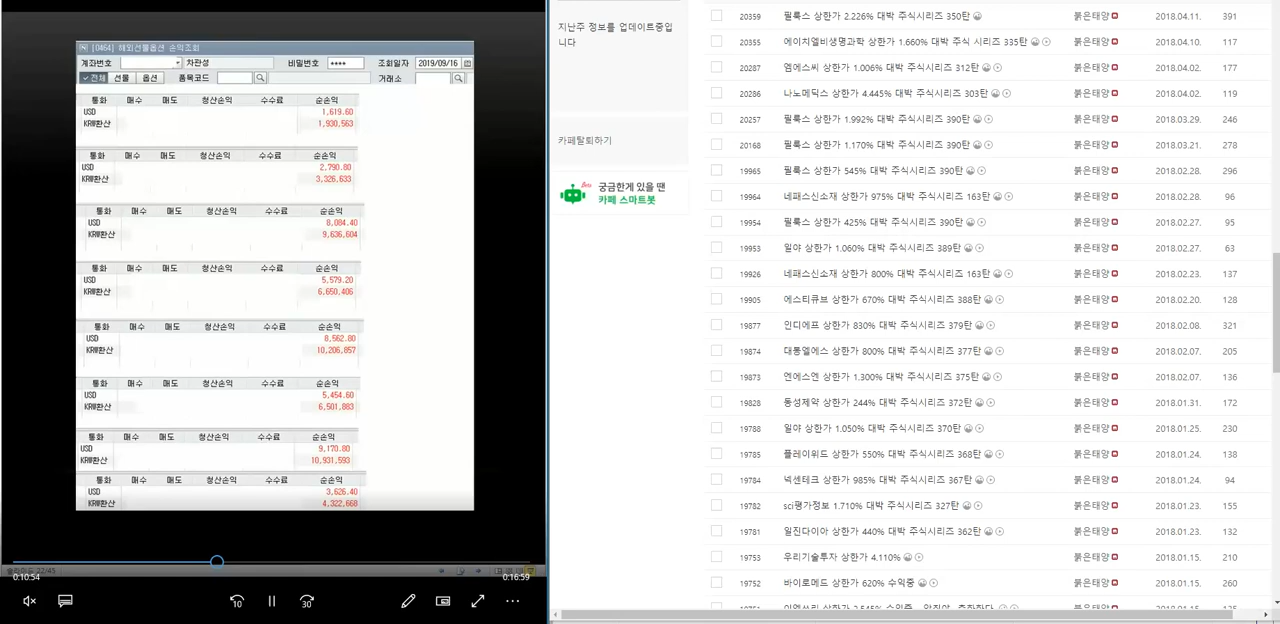 [0464] 해외선물옵션 손익조회
계좌번호 차관성 비밀번호 **** 조회일자 2019/09/16
전체 선물 옵션 품목코드 거래소
통화 매수 매도 청산손익 수수료 순손익
USD 1,619.60
KRW환산 1,930,563
통화 매수 매도 청산손익 수수료 순손익
USD 2,790.80
KRW환산 3,326,633
통화 매수 매도 청산손익 수수료 순손익
USD 8,084.40
KRW환산 9,636,604
통화 매수 매도 청산손익 수수료 순손익
USD 5,579.20
KRW환산 6,650,406
통화 매수 매도 청산손익 수수료 순손익
USD 8,562.80
KRW환산 10,206,857
통화 매수 매도 청산손익 수수료 순손익
USD 5,454.60
KRW환산 6,501,883
통화 매수 매도 청산손익 수수료 순손익
USD 9,170.80
KRW환산 10,931,593
통화 매수 매도 청산손익 수수료 순손익
USD 3,626.40
KRW환산 4,322,668
슬라이드 22/45
0:10:54 0:16:59
10 30
지난주 정보를 업데이트중입
니다
카페탈퇴하기
Beta 궁금한게 있을 땐
카페 스마트봇
20359 필룩스 상한가 2.226% 대박 주식시리즈 350탄 붉은태양 2018.04.11. 391
20355 에이치엘비생명과학 상한가 1.660% 대박 주식 시리즈 335탄 붉은태양 2018.04.10. 117
20287 엠에스씨 상한가 1.006% 대박 주식시리즈 312탄 붉은태양 2018.04.02. 177
20286 나노메딕스 상한가 4,445% 대박 주식시리즈 303탄 붉은태양 2018.04.02. 119
20257 필룩스 상한가 1.992% 대박 주식시리즈 390탄 붉은태양 2018.03.29. 246
20168 필룩스 상한가 1.170% 대박 주식시리즈 390탄 붉은태양 2018.03.21. 278
19965 필룩스 상한가 545% 대박 주식시리즈 390탄 붉은태양 2018.02.28. 296
19964 네패스신소재 상한가 975% 대박 주식시리즈 163탄 붉은태양 2018.02.28. 96
19954 필룩스 상한가 425% 대박 주식시리즈 390탄 붉은태양 2018.02.27. 95
19953 일야 상한가 1.060% 대박 주식시리즈 389탄 붉은태양 2018.02.27. 63
19926 네패스신소재 상한가 800% 대박 주식시리즈 163탄 붉은태양 2018.02.23. 137
19905 에스티큐브 상한가 670% 대박 주식시리즈 388탄 붉은태양 2018.02.20. 128
19877 인디에프 상한가 830% 대박 주식시리즈 379탄 붉은태양 2018.02.08. 321
19874 대동엘에스 상한가 800% 대박 주식시리즈 377탄 붉은태양 2018.02.07. 205
19873 엔에스엔 상한가 1.300% 대박 주식시리즈 375탄 붉은태양 2018.02.07. 136
19828 동성제약 상한가 244% 대박 주식시리즈 372탄 붉은태양 2018.01.31. 172
19788 일야 상한가 1.050% 대박 주식시리즈 370탄 붉은태양 2018.01.25. 230
19785 플레이위드 상한가 550% 대박 주식시리즈 368탄 붉은태양 2018.01.24. 138
19784 넥센테크 상한가 985% 대박 주식시리즈 367탄 붉은태양 2018.01.24. 94
19782 sci평가정보 1.710% 대박 주식시리즈 327탄 붉은태양 2018.01.23. 155
19781 일진다이아 상한가 440% 대박 주식시리즈 362탄 붉은태양 2018.01.23. 132
19753 우리기술투자 상한가 4.110% 붉은태양 2018.01.15. 210
19752 바이로메드 상한가 620% 수익중 붉은태양 2018.01.15. 260